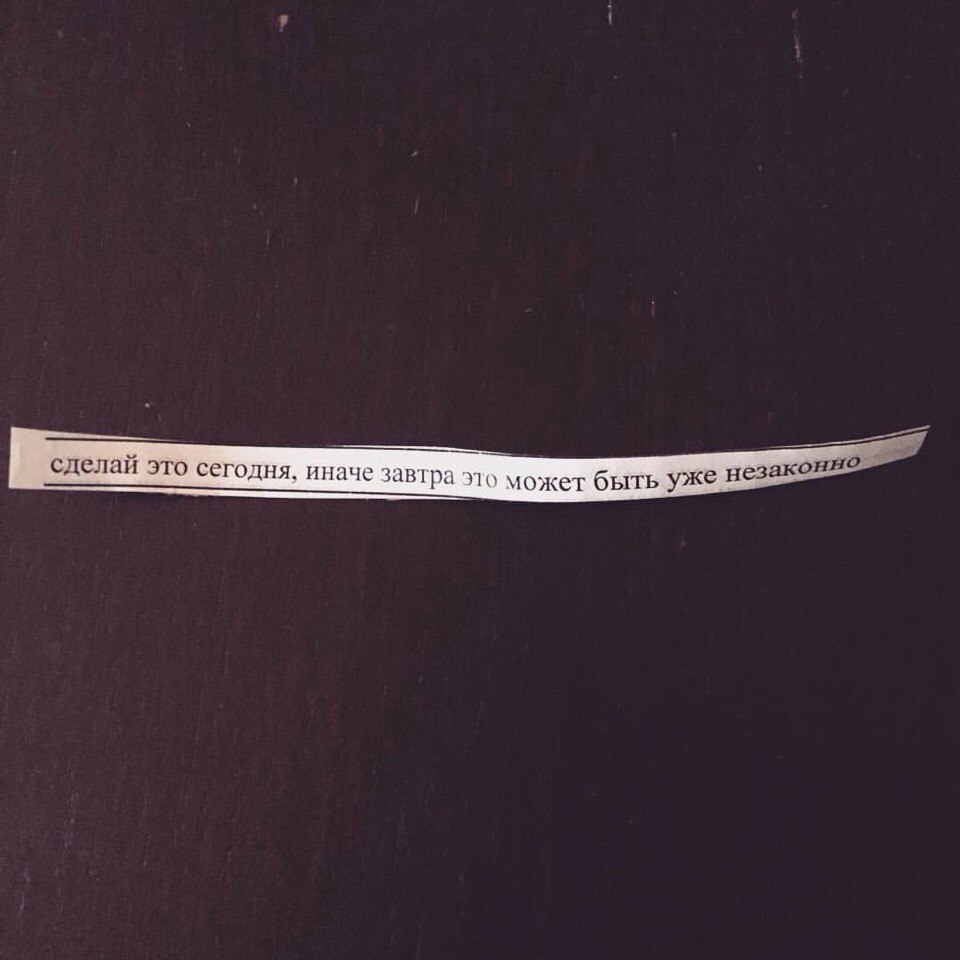 сделай это сегодня, иначе завтра это может быть уже незаконно